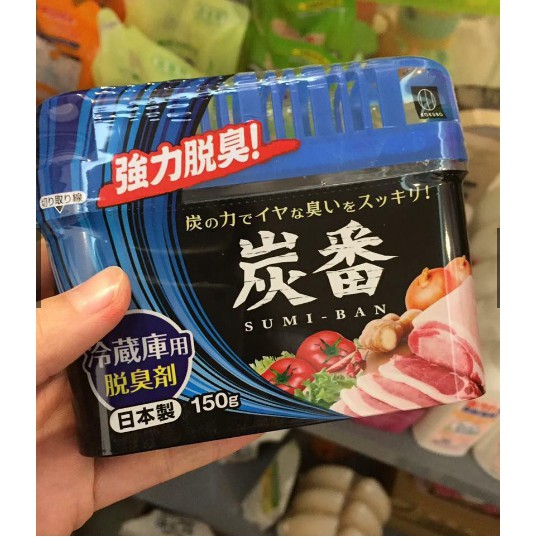 強力脱臭!
KOKUBO
切り取り線
炭の力でイヤな臭いをスッキリ!
炭番
SUMI-BAN
冷蔵庫用
脱臭剤
日本製 150g